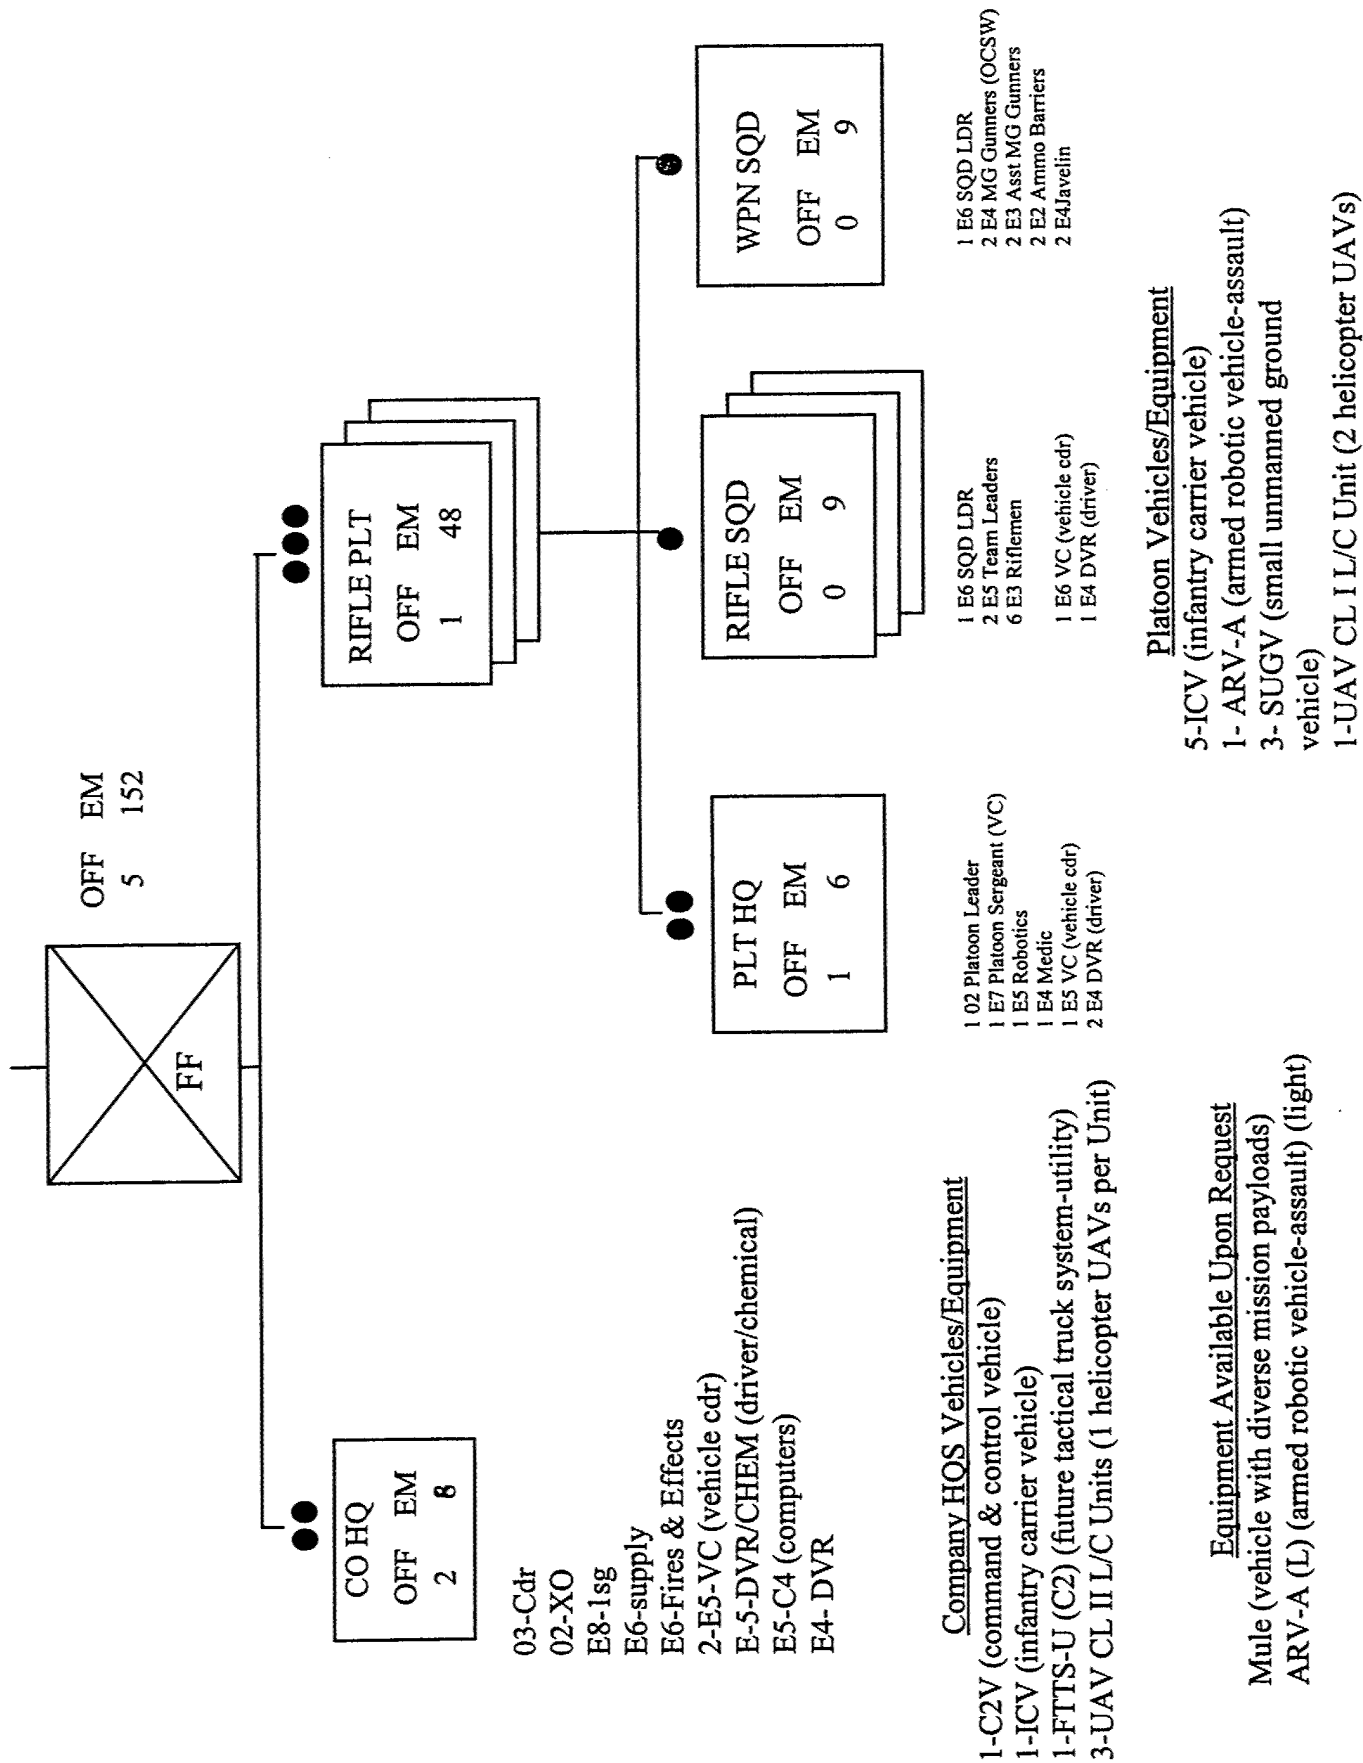 OFF EM
5 152
FF
CO HQ
OFF EM
2 8
03-Cdr
02-XO
E8-1sg
E6-supply
E6-Fires & Effects
2-E5-VC (vehicle cdr)
E-5-DVR/CHEM (driver/chemical)
E5-C4 (computers)
E4- DVR
RIFLE PLT
OFF EM
1 48
PLT HQ
OFF EM
1 6
1 02 Platoon Leader
1 E7 Platoon Sergeant (VC)
1 E5 Robotics
1 E4 Medic
1 E5 VC (vehicle cdr)
2 E4 DVR (driver)
RIFLE SQD
OFF EM
0 9
1 E6 SQD LDR
2 E5 Team Leaders
6 E3 Riflemen
1 E6 VC (vehicle cdr)
1 E4 DVR (driver)
WPN SQD
OFF EM
0 9
1 E6 SQD LDR
2 E4 MG Gunners (OCSW)
2 E3 Asst MG Gunners
2 E2 Ammo Barriers
2 E4Javelin
Company HQS Vehicles/Equipment
1-C2V (command & control vehicle)
1-ICV (infantry carrier vehicle)
1-FTTS-U (C2) (future tactical truck system-utility)
3-UAV CL II L/C Units (1 helicopter UAVs per Unit)
Equipment Available Upon Request
Mule (vehicle with diverse mission payloads)
ARV-A (L) (armed robotic vehicle-assault) (light)
Platoon Vehicles/Equipment
5-ICV (infantry carrier vehicle)
1- ARV-A (armed robotic vehicle-assault)
3- SUGV (small unmanned ground
vehicle)
1-UAV CL I L/C Unit (2 helicopter UAVs)